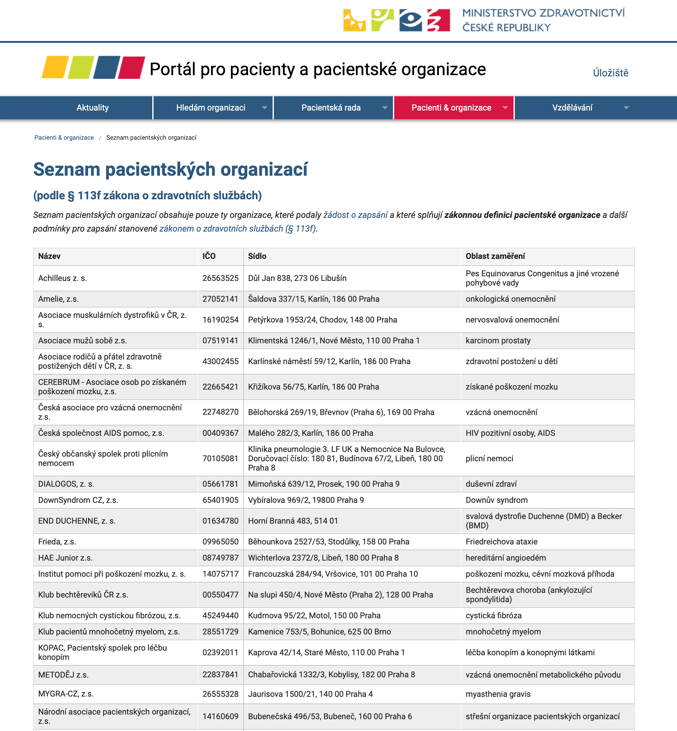 MINISTERSTVO ZDRAVOTNICTVÍ
ČESKÉ REPUBLIKY
Portál pro pacienty a pacientské organizace
Úložiště
Aktuality Hledám organizaci Pacientská rada Pacienti & organizace Vzdělávání
Pacienti & organizace / Seznam pacientských organizací
Seznam pacientských organizací
(podle § 113f zákona o zdravotních službách)
Seznam pacientských organizací obsahuje pouze ty organizace, které podaly žádost o zapsání a které splňují zákonnou definici pacientské organizace a další
podmínky pro zapsání stanovené zákonem o zdravotních službách (§ 113f).
Název IČO Sídlo Oblast zaměření
Achilleus z. s. 26563525 Důl Jan 838, 273 06 Libušín Pes Equinovarus Congenitus a jiné vrozené
pohybové vady
Amelie, z.s. 27052141 Šaldova 337/15, Karlín, 186 00 Praha onkologická onemocnění
Asociace muskulárních dystrofiků v ČR, z.
s. 16190254 Petýrkova 1953/24, Chodov, 148 00 Praha nervosvalová onemocnění
Asociace mužů sobě z.s. 07519141 Klimentská 1246/1, Nové Město, 110 00 Praha 1 karcinom prostaty
Asociace rodičů a přátel zdravotně
postižených dětí v ČR, z. s. 43002455 Karlínské náměstí 59/12, Karlín, 186 00 Praha zdravotní postožení u dětí
CEREBRUM - Asociace osob po získaném
poškození mozku, z.s. 22665421 Křižíkova 56/75, Karlín, 186 00 Praha získané poškození mozku
Česká asociace pro vzácná onemocnění
z.s. 22748270 Bělohorská 269/19, Břevnov (Praha 6), 169 00 Praha vzácná onemocnění
Česká společnost AIDS pomoc, z.s. 00409367 Malého 282/3, Karlín, 186 00 Praha HIV pozitivní osoby, AIDS
Český občanský spolek proti plicním
nemocem 70105081 Klinika pneumologie 3. LF UK a Nemocnice Na Bulovce,
Doručovací číslo: 180 81, Budínova 67/2, Libeň, 180 00
Praha 8 plicní nemoci
DIALOGOS, z. s. 05661781 Mimoňská 639/12, Prosek, 190 00 Praha 9 duševní zdraví
DownSyndrom CZ, z.s. 65401905 Vybíralova 969/2, 19800 Praha 9 Downův syndrom
END DUCHENNE, z. s. 01634780 Horní Branná 483, 514 01 svalová dystrofie Duchenne (DMD) a Becker
(BMD)
Frieda, z.s. 09965050 Běhounkova 2527/53, Stodůlky, 158 00 Praha Friedreichova ataxie
HAE Junior z.s. 08749787 Wichterlova 2372/8, Libeň, 180 00 Praha 8 hereditární angioedém
Institut pomoci při poškození mozku, z. s. 14075717 Francouzská 284/94, Vršovice, 101 00 Praha 10 poškození mozku, cévní mozková příhoda
Klub bechtěreviků ČR z.s. 00550477 Na slupi 450/4, Nové Město (Praha 2), 128 00 Praha Bechtěrevova choroba (ankylozující
spondylitida)
Klub nemocných cystickou fibrózou, z.s. 45249440 Kudrnova 95/22, Motol, 150 00 Praha cystická fibróza
Klub pacientů mnohočetný myelom, z.s. 28551729 Kamenice 753/5, Bohunice, 625 00 Brno mnohočetný myelom
KOPAC, Pacientský spolek pro léčbu
konopím 02392011 Kaprova 42/14, Staré Město, 110 00 Praha 1 léčba konopím a konopnými látkami
METODĚJ z.s. 22837841 Chabařovická 1332/3, Kobylisy, 182 00 Praha 8 vzácná onemocnění metabolického původu
MYGRA-CZ, z.s. 26555328 Jaurisova 1500/21, 140 00 Praha 4 myasthenia gravis
Národní asociace pacientských organizací,
z.s. 14160609 Bubenečská 496/53, Bubeneč, 160 00 Praha 6 střešní organizace pacientských organizací